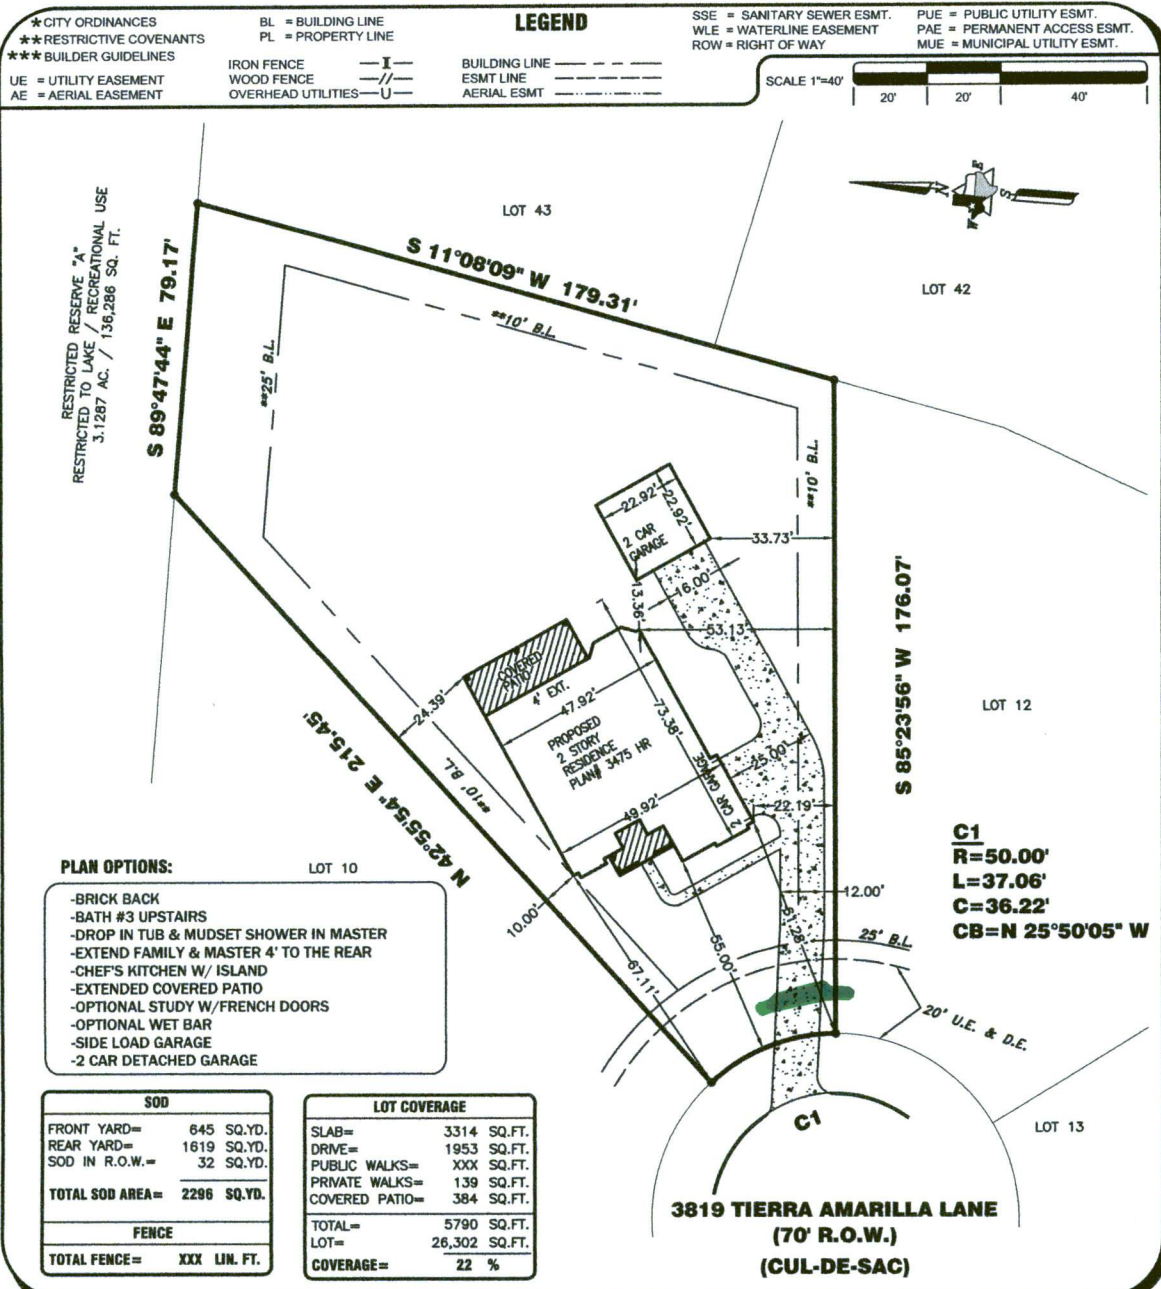 *CITY ORDINANCES
**RESTRICTIVE COVENANTS
***BUILDER GUIDELINES
UE = UTILITY EASEMENT
AE = AERIAL EASEMENT
BL = BUILDING LINE
PL = PROPERTY LINE
IRON FENCE I
WOOD FENCE //
OVERHEAD UTILITIES U
LEGEND
BUILDING LINE
ESMT LINE
AERIAL ESMT
SSE = SANITARY SEWER ESMT.
WLE = WATERLINE EASEMENT
ROW = RIGHT OF WAY
PUE = PUBLIC UTILITY ESMT.
PAE = PERMANENT ACCESS ESMT.
MUE = MUNICIPAL UTILITY ESMT.
SCALE 1"=40'
20' 20' 40'
N E S W
RESTRICTED RESERVE "A"
RESTRICTED TO LAKE / RECREATIONAL USE
3.1287 AC. / 136,286 SQ. FT.
S 89°47'44" E 79.17'
LOT 43
S 11°08'09" W 179.31'
LOT 42
**10' B.L.
**25' B.L.
**10' B.L.
22.92'
22.92'
2 CAR
GARAGE
33.73'
16.00'
13.36'
53.13'
S 85°23'56" W 176.07'
LOT 12
COVERED
PATIO
4' EXT.
47.92'
73.38'
PROPOSED
2 STORY
RESIDENCE
PLAN# 3475 HR
24.39'
N 42°55'54" E 215.45'
**10' B.L.
2 CAR GARAGE
25.00'
22.19'
49.92'
12.00'
10.00'
67.11'
55.00'
61.28'
25' B.L.
20' U.E. & D.E.
C1
R=50.00'
L=37.06'
C=36.22'
CB=N 25°50'05" W
LOT 10
PLAN OPTIONS:
-BRICK BACK
-BATH #3 UPSTAIRS
-DROP IN TUB & MUDSET SHOWER IN MASTER
-EXTEND FAMILY & MASTER 4' TO THE REAR
-CHEF'S KITCHEN W/ ISLAND
-EXTENDED COVERED PATIO
-OPTIONAL STUDY W/FRENCH DOORS
-OPTIONAL WET BAR
-SIDE LOAD GARAGE
-2 CAR DETACHED GARAGE
SOD
FRONT YARD= 645 SQ.YD.
REAR YARD= 1619 SQ.YD.
SOD IN R.O.W.= 32 SQ.YD.
TOTAL SOD AREA= 2296 SQ.YD.
FENCE
TOTAL FENCE= XXX LIN. FT.
LOT COVERAGE
SLAB= 3314 SQ.FT.
DRIVE= 1953 SQ.FT.
PUBLIC WALKS= XXX SQ.FT.
PRIVATE WALKS= 139 SQ.FT.
COVERED PATIO= 384 SQ.FT.
TOTAL= 5790 SQ.FT.
LOT= 26,302 SQ.FT.
COVERAGE= 22 %
C1
LOT 13
3819 TIERRA AMARILLA LANE
(70' R.O.W.)
(CUL-DE-SAC)